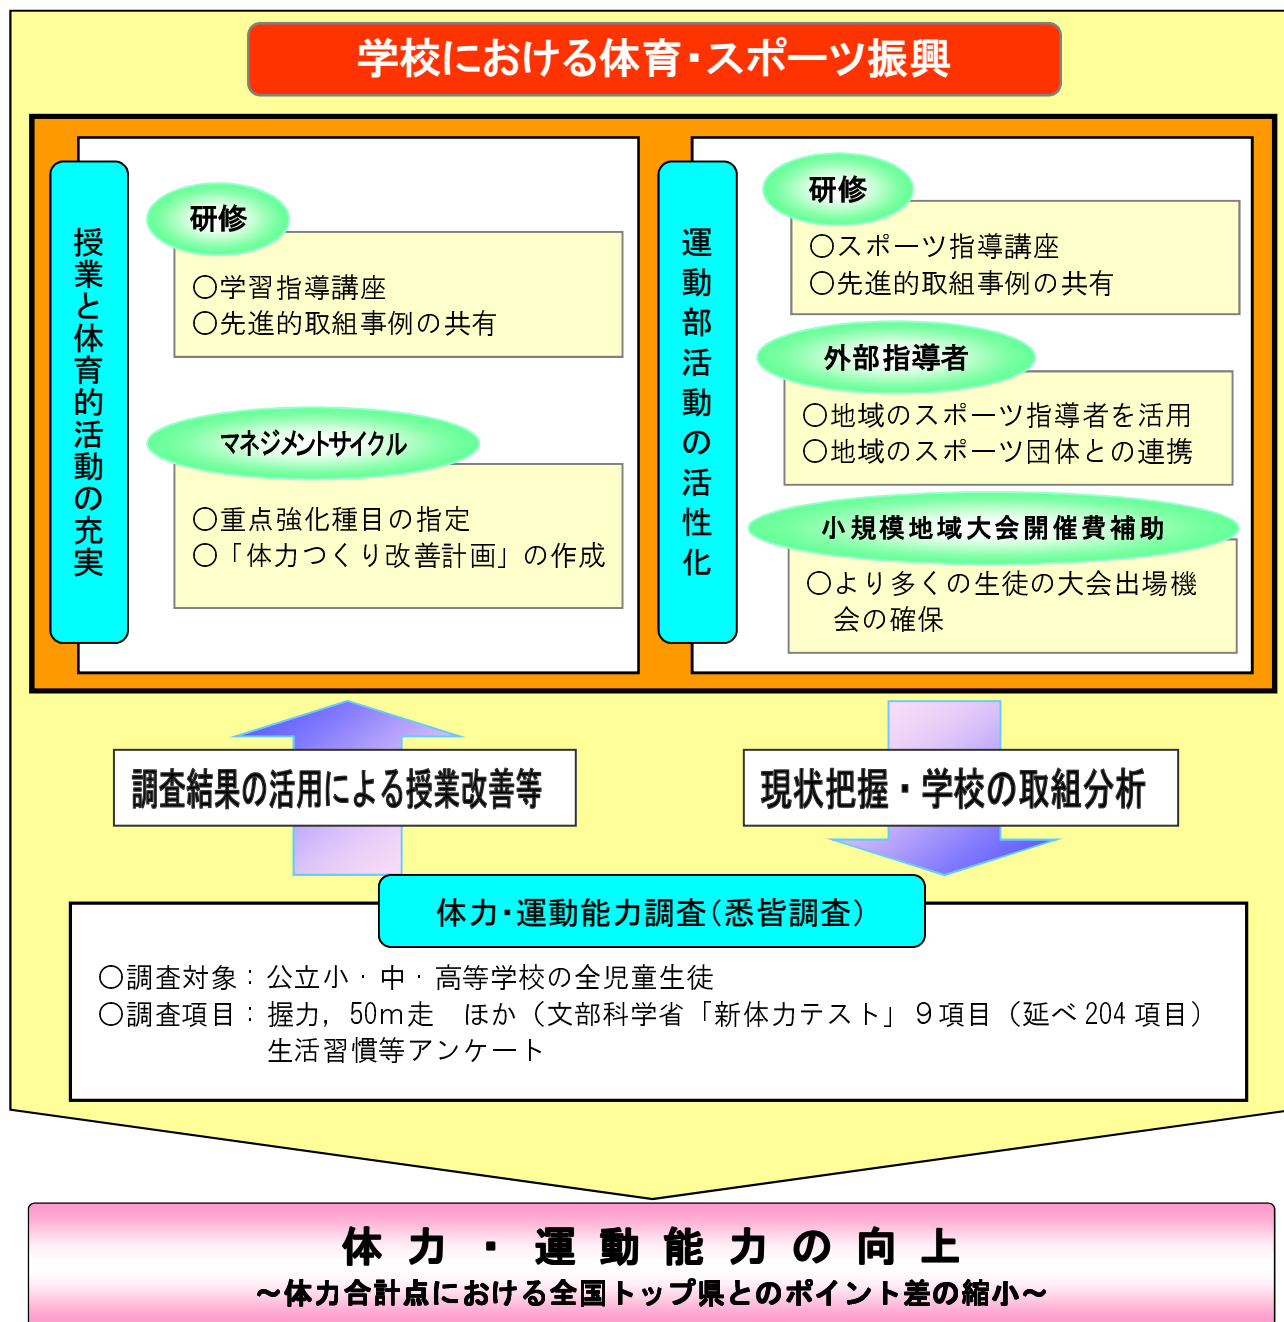 学校における体育・スポーツ振興
授業と体育的活動の充実
研修
○学習指導講座
○先進的取組事例の共有
マネジメントサイクル
○重点強化種目の指定
○「体力つくり改善計画」の作成
運動部活動の活性化
研修
○スポーツ指導講座
○先進的取組事例の共有
外部指導者
○地域のスポーツ指導者を活用
○地域のスポーツ団体との連携
小規模地域大会開催費補助
○より多くの生徒の大会出場機
会の確保
調査結果の活用による授業改善等
現状把握・学校の取組分析
体力・運動能力調査(悉皆調査)
○調査対象：公立小・中・高等学校の全児童生徒
○調査項目：握力，50ｍ走　ほか（文部科学省「新体力テスト」９項目（延べ 204 項目）
生活習慣等アンケート
体力・運動能力の向上
～体力合計点における全国トップ県とのポイント差の縮小～